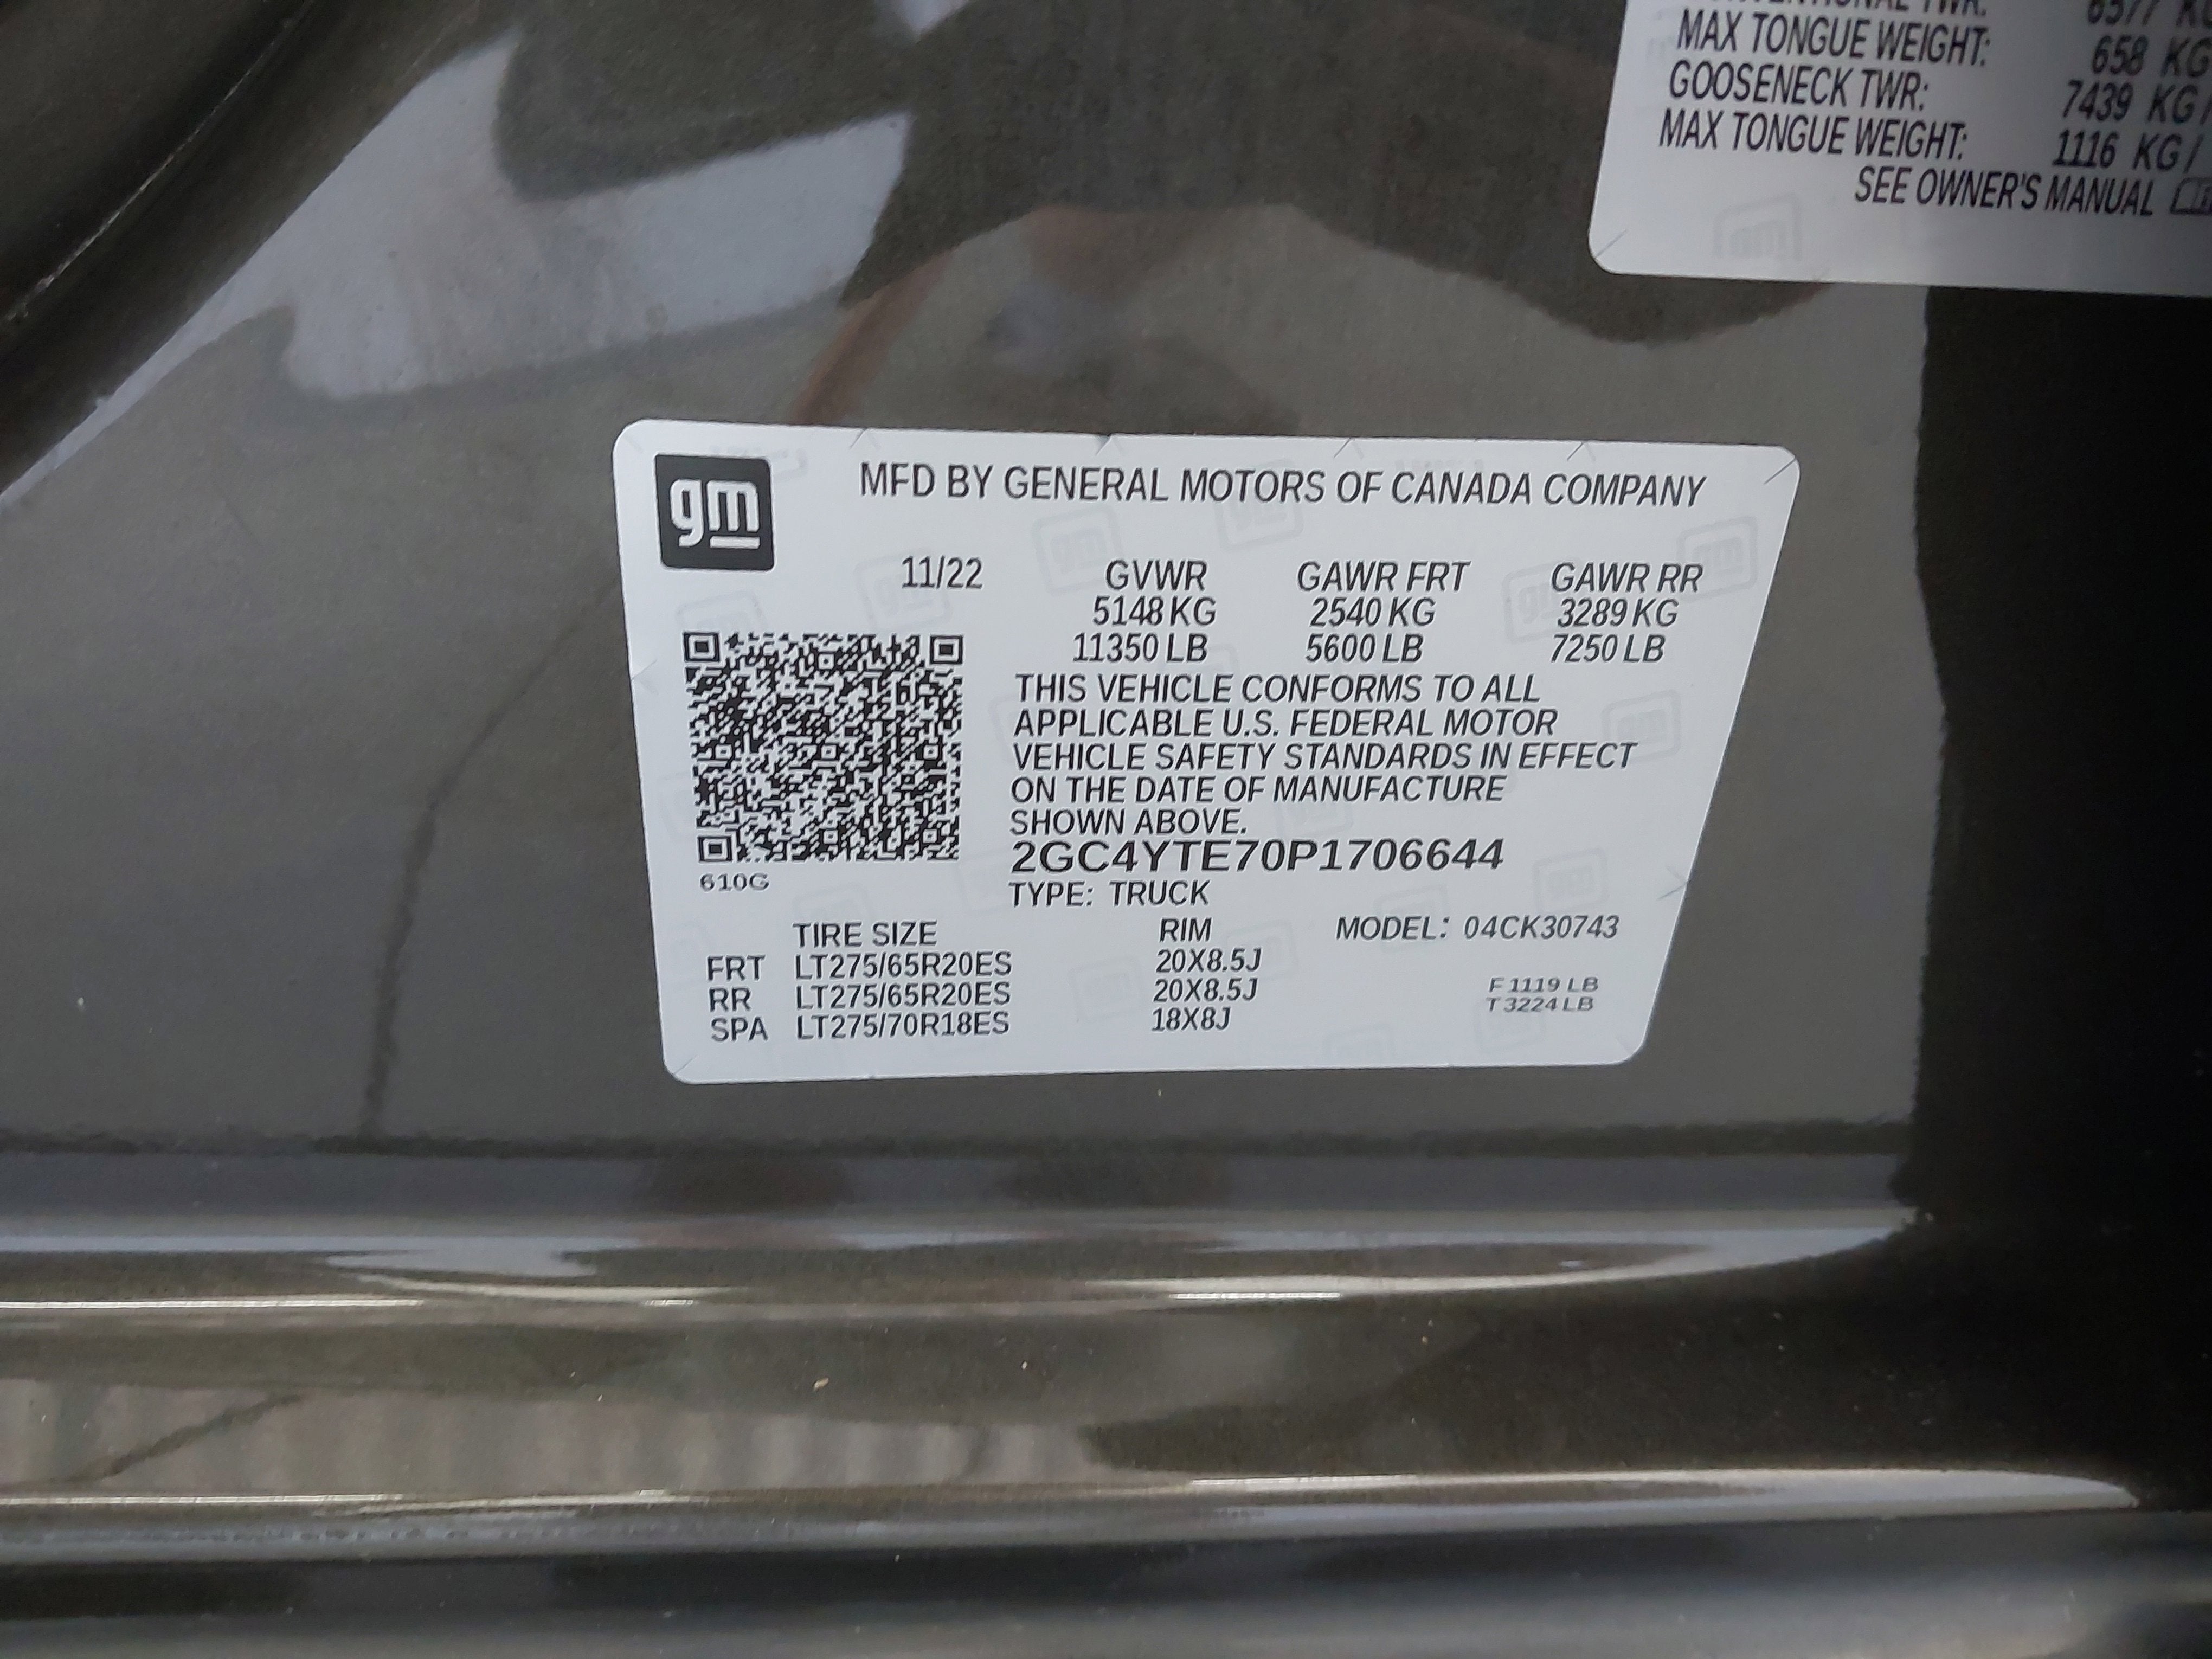 MAX TONGUE WEIGHT: 658 KG
GOOSENECK TWR: 7439 KG/
MAX TONGUE WEIGHT: 1116 KG/
SEE OWNER'S MANUAL
gm
MFD BY GENERAL MOTORS OF CANADA COMPANY
11/22 GVWR GAWR FRT GAWR RR
5148 KG 2540 KG 3289 KG
11350 LB 5600 LB 7250 LB
THIS VEHICLE CONFORMS TO ALL
APPLICABLE U.S. FEDERAL MOTOR
VEHICLE SAFETY STANDARDS IN EFFECT
ON THE DATE OF MANUFACTURE
SHOWN ABOVE.
2GC4YTE70P1706644
610G
TYPE: TRUCK
TIRE SIZE RIM MODEL: 04CK30743
FRT LT275/65R20ES 20X8.5J
RR LT275/65R20ES 20X8.5J
SPA LT275/70R18ES 18X8J
F 1119 LB
T 3224 LB